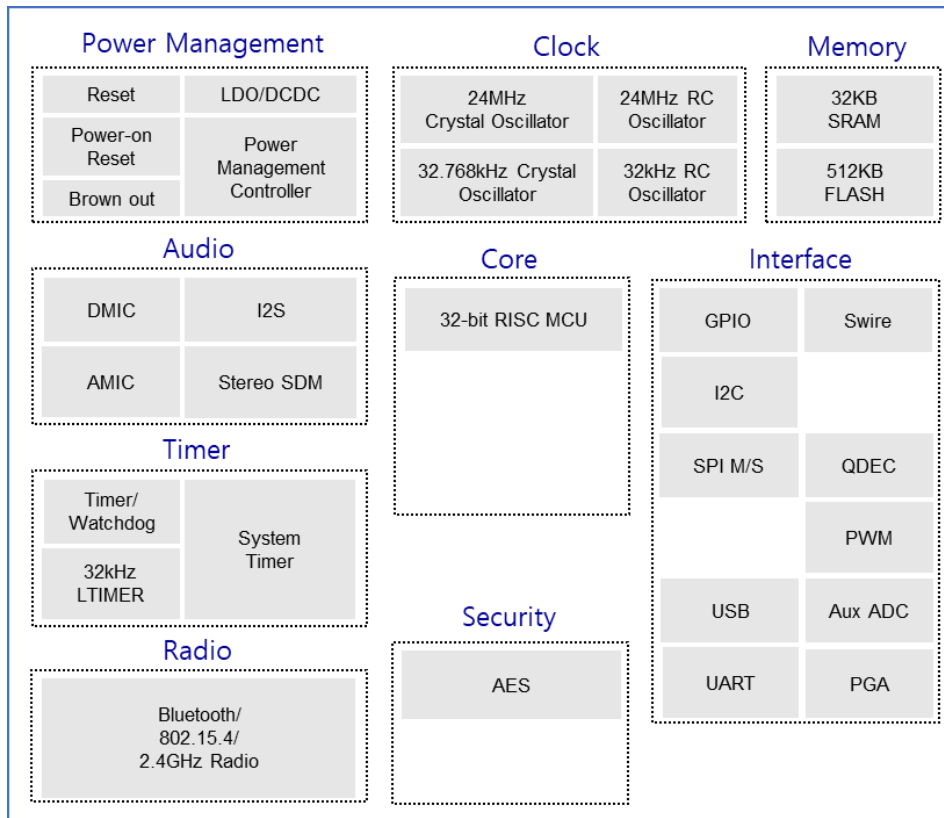 Power Management
Reset
LDO/DCDC
Power-on
Reset
Power
Management
Controller
Brown out
Clock
24MHz
Crystal Oscillator
24MHz RC
Oscillator
32.768kHz Crystal
Oscillator
32kHz RC
Oscillator
Memory
32KB
SRAM
512KB
FLASH
Audio
DMIC
I2S
AMIC
Stereo SDM
Core
32-bit RISC MCU
Interface
GPIO
Swire
I2C
SPI M/S
QDEC
PWM
USB
Aux ADC
UART
PGA
Timer
Timer/
Watchdog
System
Timer
32kHz
LTIMER
Security
AES
Radio
Bluetooth/
802.15.4/
2.4GHz Radio